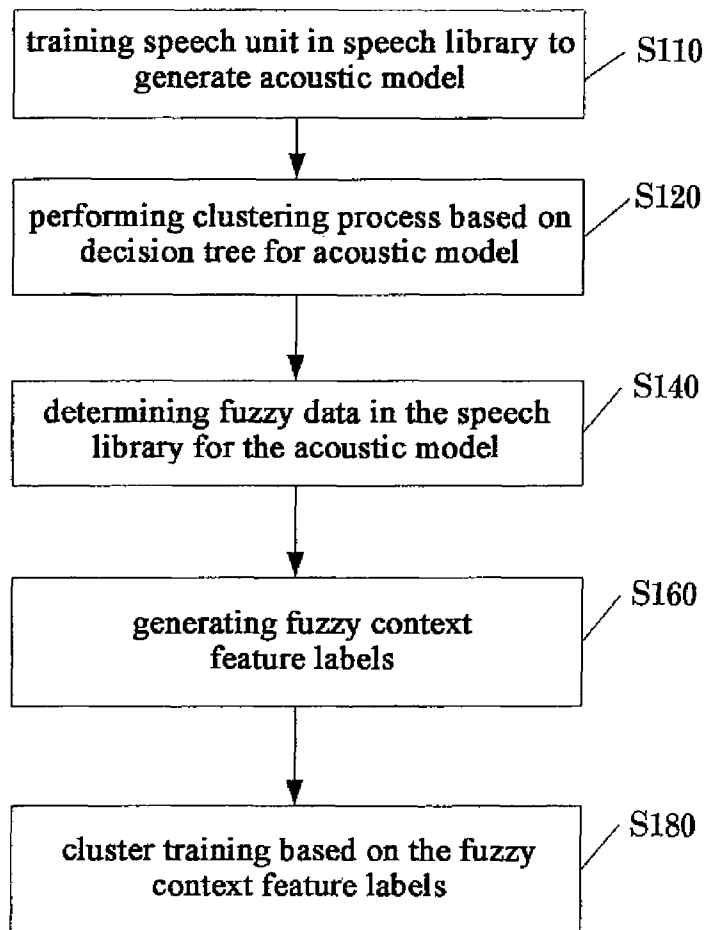 training speech unit in speech library to
generate acoustic model
S110
performing clustering process based on
decision tree for acoustic model
S120
determining fuzzy data in the speech
library for the acoustic model
S140
generating fuzzy context
feature labels
S160
cluster training based on the fuzzy
context feature labels
S180